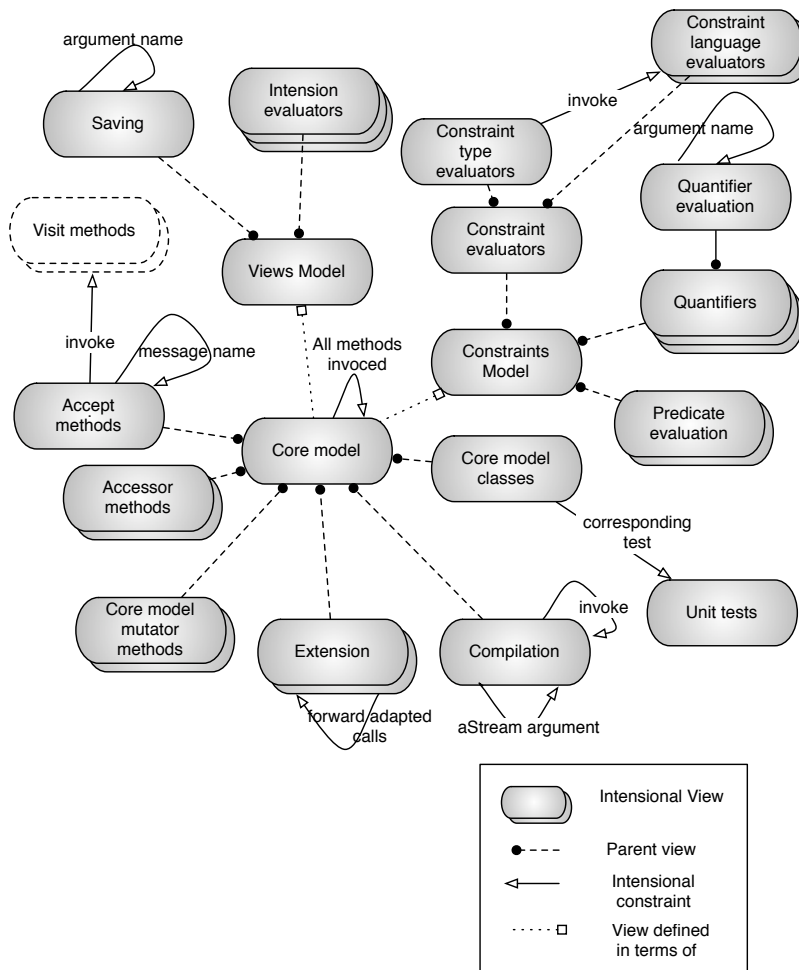 argument name
Saving
Intension
evaluators
Constraint
language
evaluators
invoke
Constraint
type
evaluators
argument name
Quantifier
evaluation
Visit methods
Views Model
Constraint
evaluators
Quantifiers
invoke
message name
All methods
invoced
Constraints
Model
Accept
methods
Predicate
evaluation
Core model
Core model
classes
Accessor
methods
corresponding
test
Core model
mutator
methods
Extension
invoke
Compilation
Unit tests
forward adapted
calls
aStream argument
Intensional View
Parent view
Intensional
constraint
View defined
in terms of